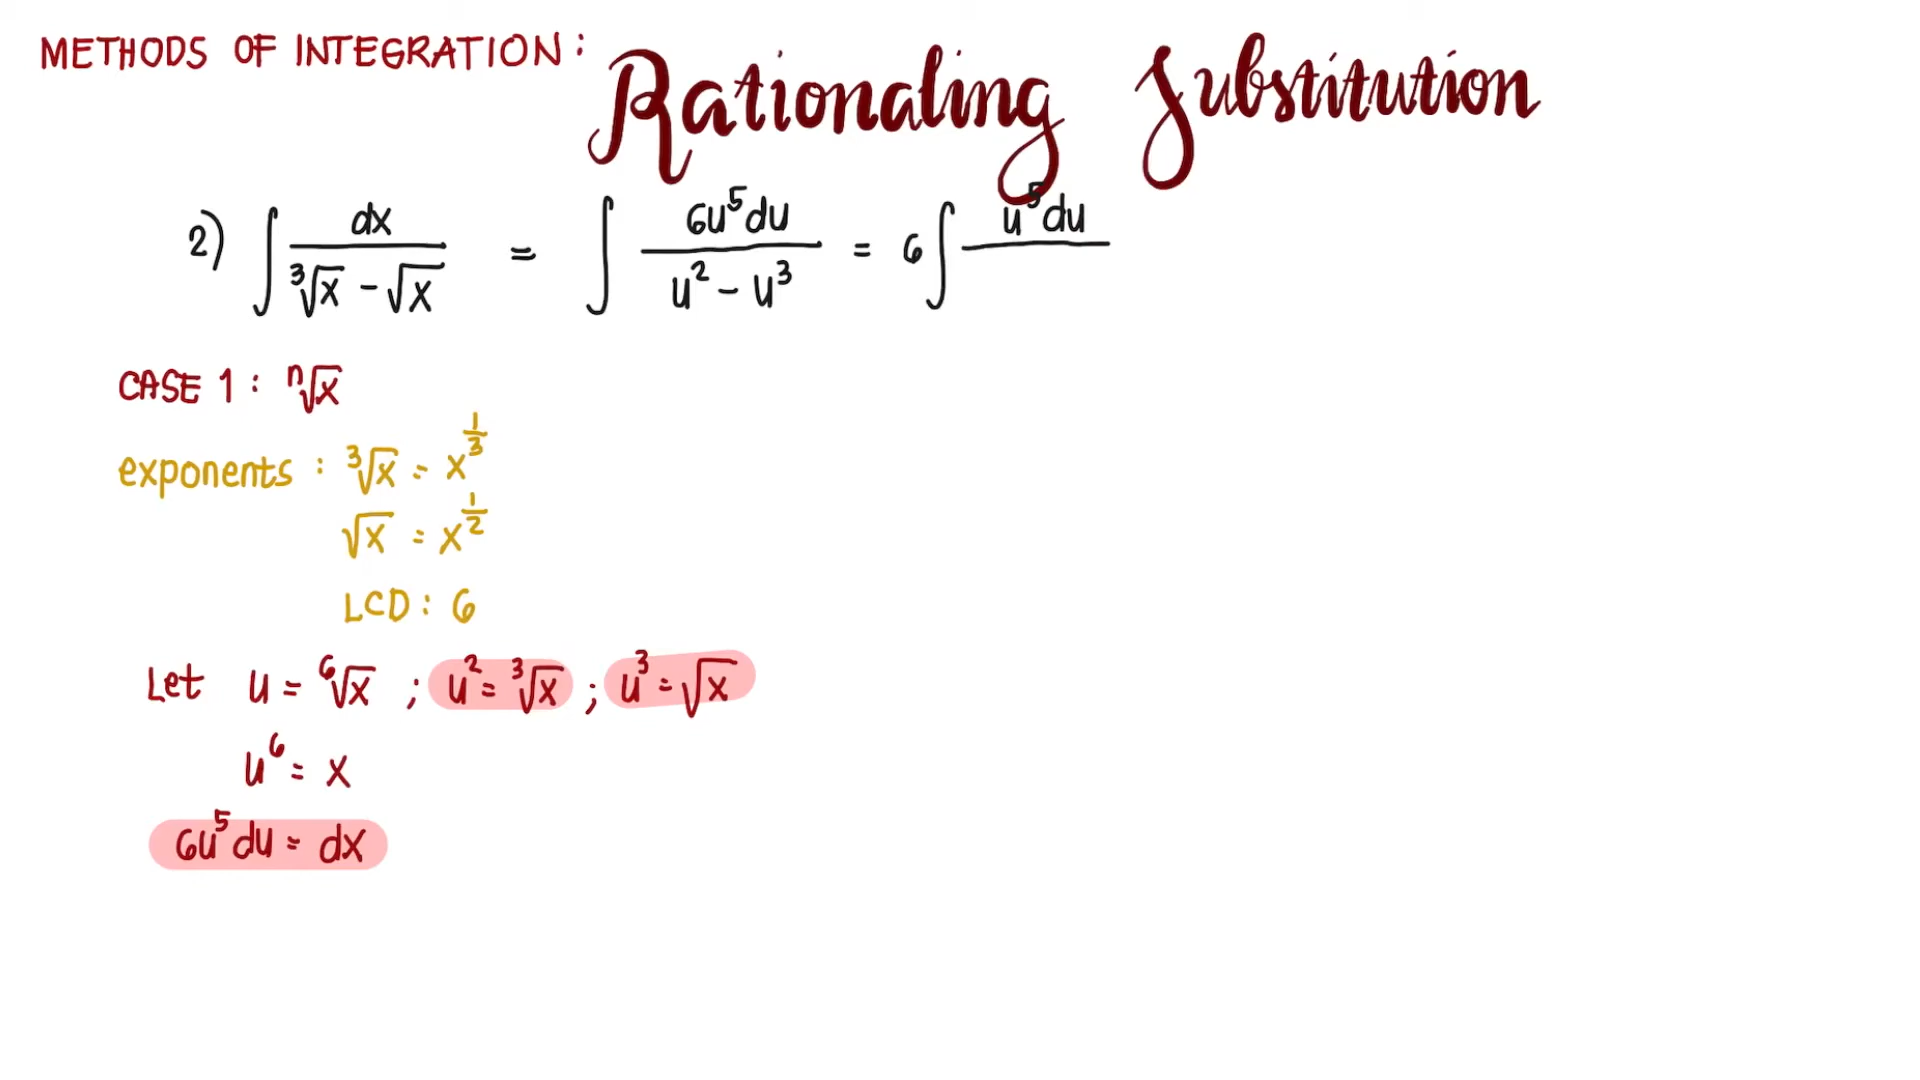 METHODS OF INTEGRATION: Rationaling Substitution
2) ∫ dx / (∛x - √x) = ∫ 6u⁵du / (u² - u³) = 6 ∫ u⁵du /
CASE 1: ⁿ√x
exponents: ∛x = x^(1/3)
√x = x^(1/2)
LCD: 6
Let u = ⁶√x ; u² = ∛x ; u³ = √x
u⁶ = x
6u⁵du = dx